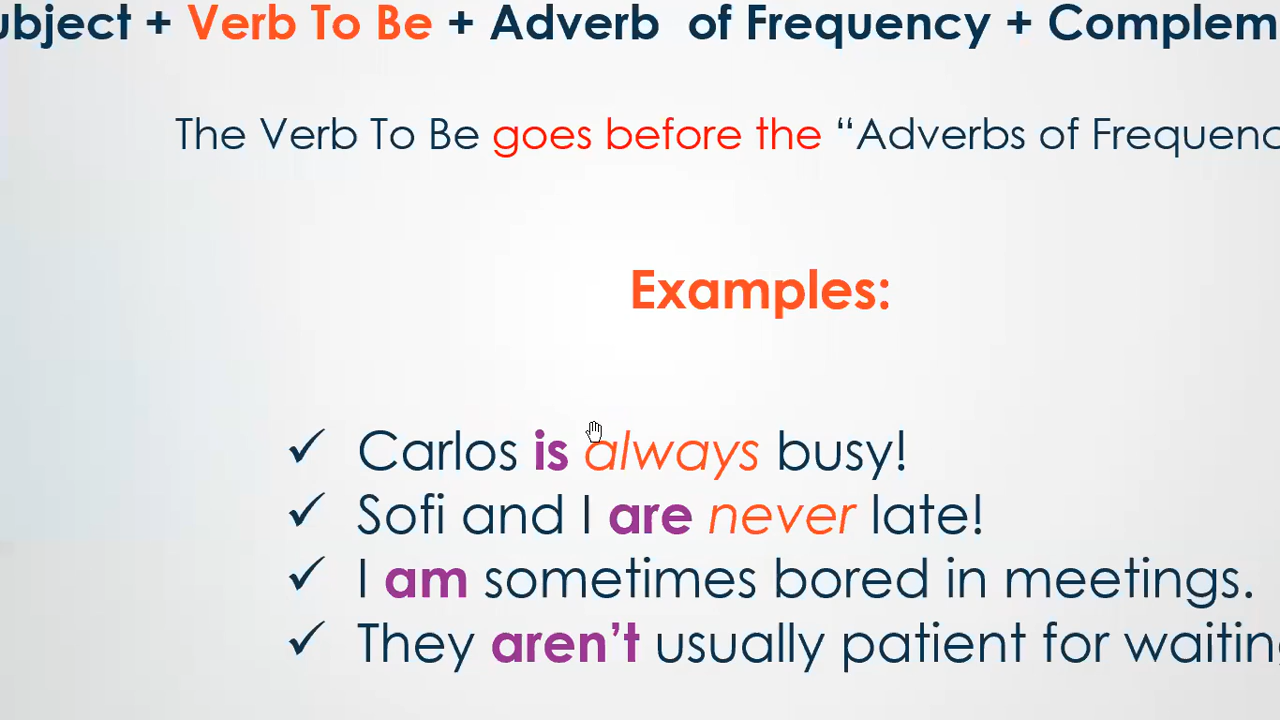 ubject + Verb To Be + Adverb of Frequency + Complem
The Verb To Be goes before the “Adverbs of Frequenc
Examples:
✓ Carlos is always busy!
✓ Sofi and I are never late!
✓ I am sometimes bored in meetings.
✓ They aren’t usually patient for waitin